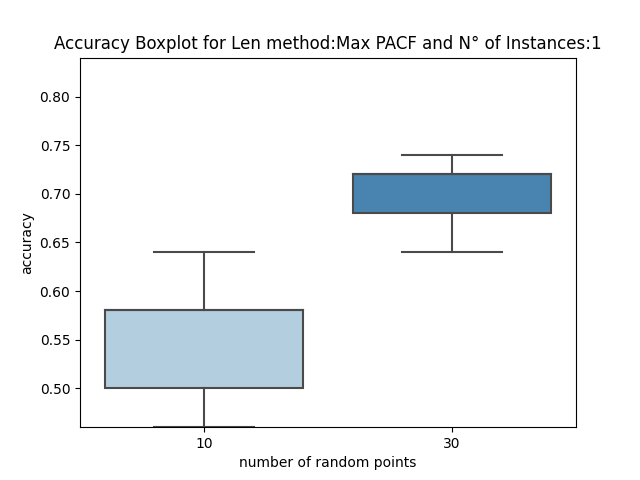 Accuracy Boxplot for Len method:Max PACF and N° of Instances:1
0.80
0.75
0.70
0.65
0.60
0.55
0.50
accuracy
10 30
number of random points